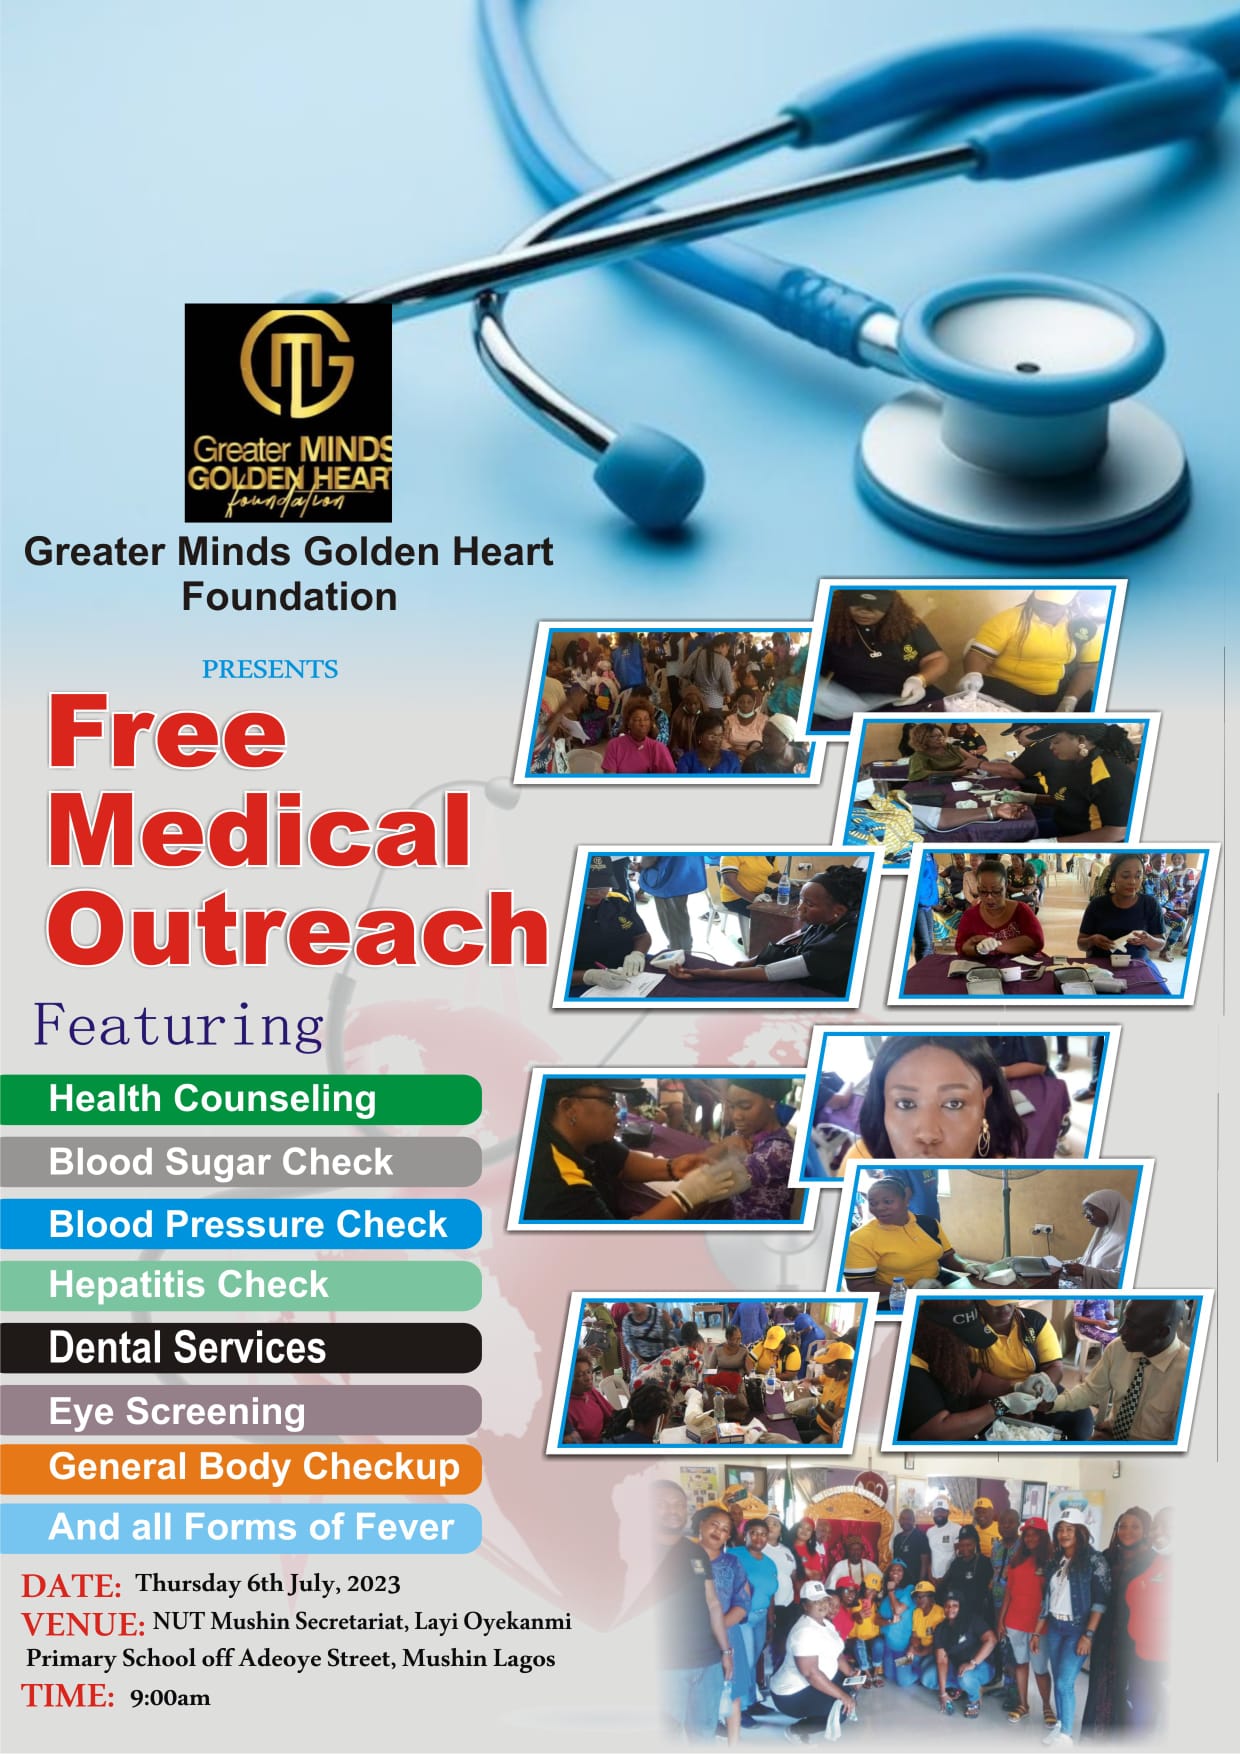 Greater MINDS
GOLDEN HEAR
foundation
Greater Minds Golden Heart
Foundation
PRESENTS
Free
Medical
Outreach
Featuring
Health Counseling
Blood Sugar Check
Blood Pressure Check
Hepatitis Check
Dental Services
Eye Screening
General Body Checkup
And all Forms of Fever
DATE: Thursday 6th July, 2023
VENUE: NUT Mushin Secretariat, Layi Oyekanmi
Primary School off Adeoye Street, Mushin Lagos
TIME: 9:00am